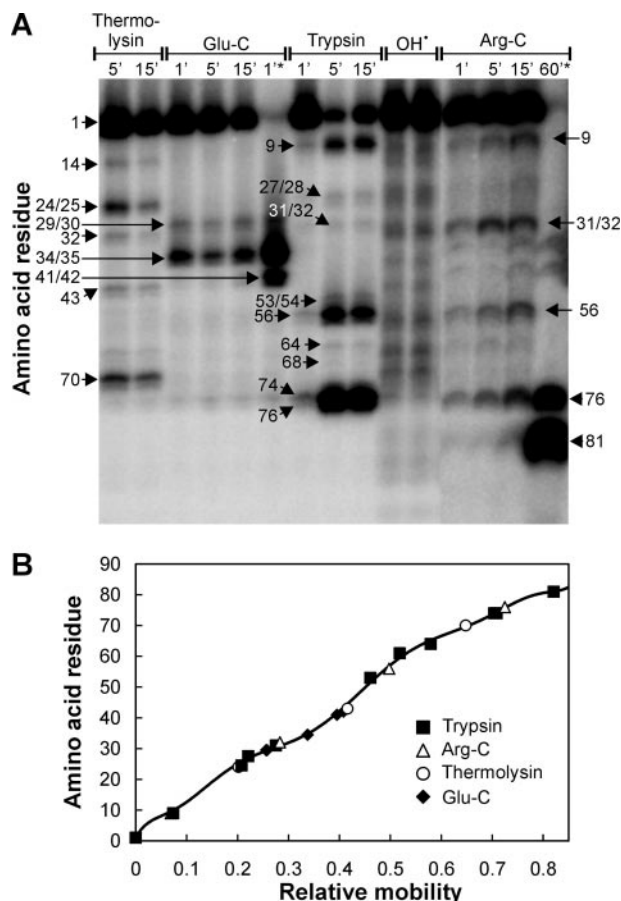 A
Thermo-
lysin Glu-C Trypsin OH• Arg-C
5' 15' 1' 5' 15' 1'* 1' 5' 15' 1' 5' 15' 60'*
Amino acid residue
1
14
24/25
29/30
32
34/35
41/42
43
70
9
27/28
31/32
53/54
56
64
68
74
76
9
31/32
56
76
81
B
Amino acid residue
90
80
70
60
50
40
30
20
10
0
Trypsin
Arg-C
Thermolysin
Glu-C
0 0.1 0.2 0.3 0.4 0.5 0.6 0.7 0.8
Relative mobility